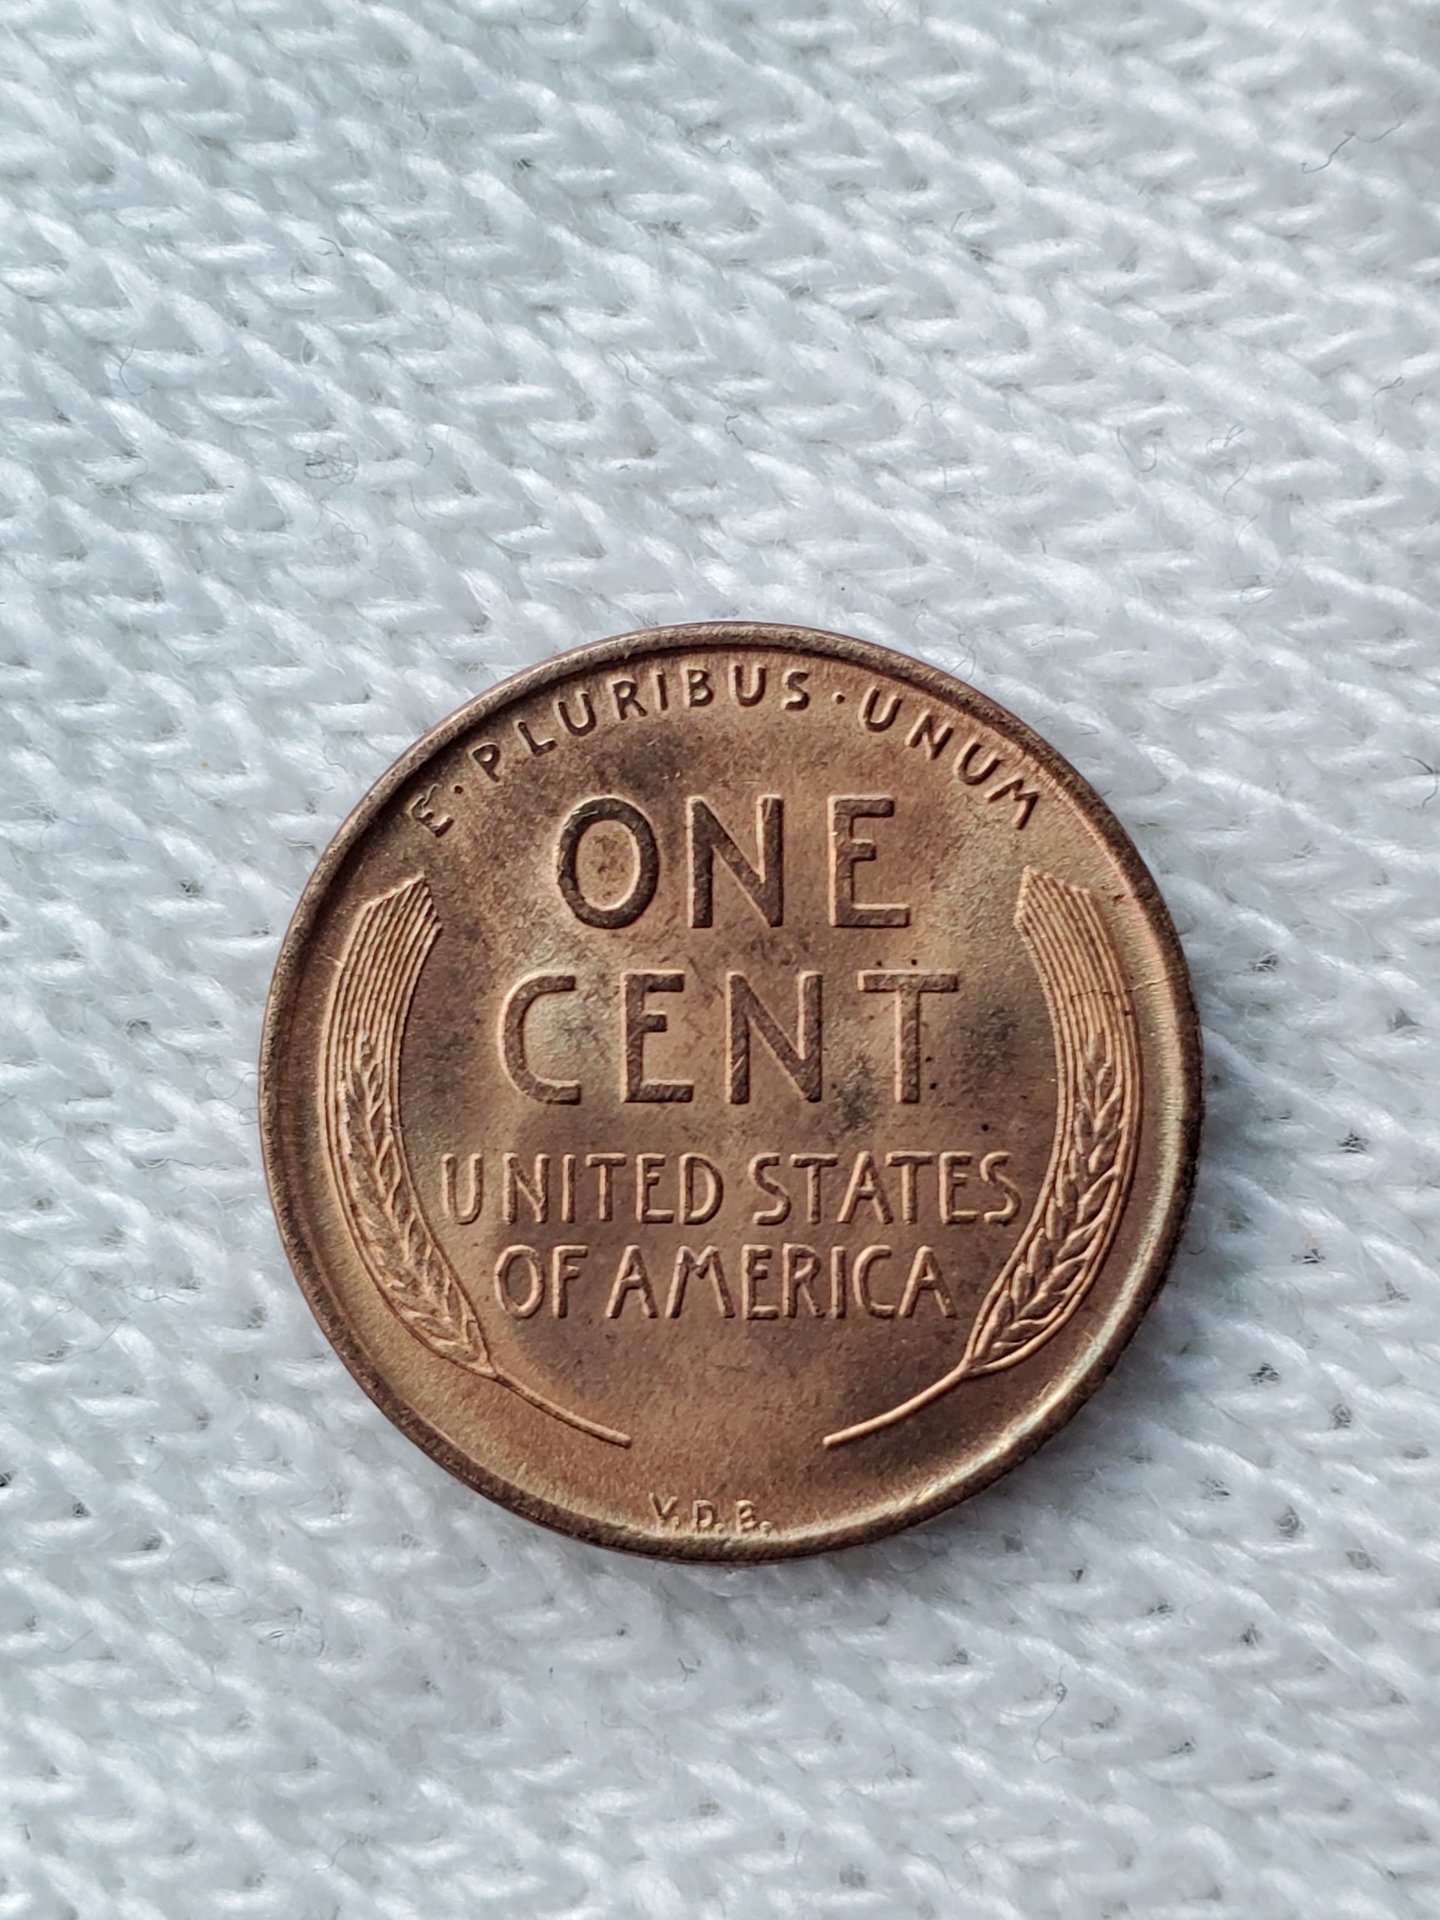 E·PLURIBUS·UNUM
ONE
CENT
UNITED STATES
OF AMERICA
V.D.B.